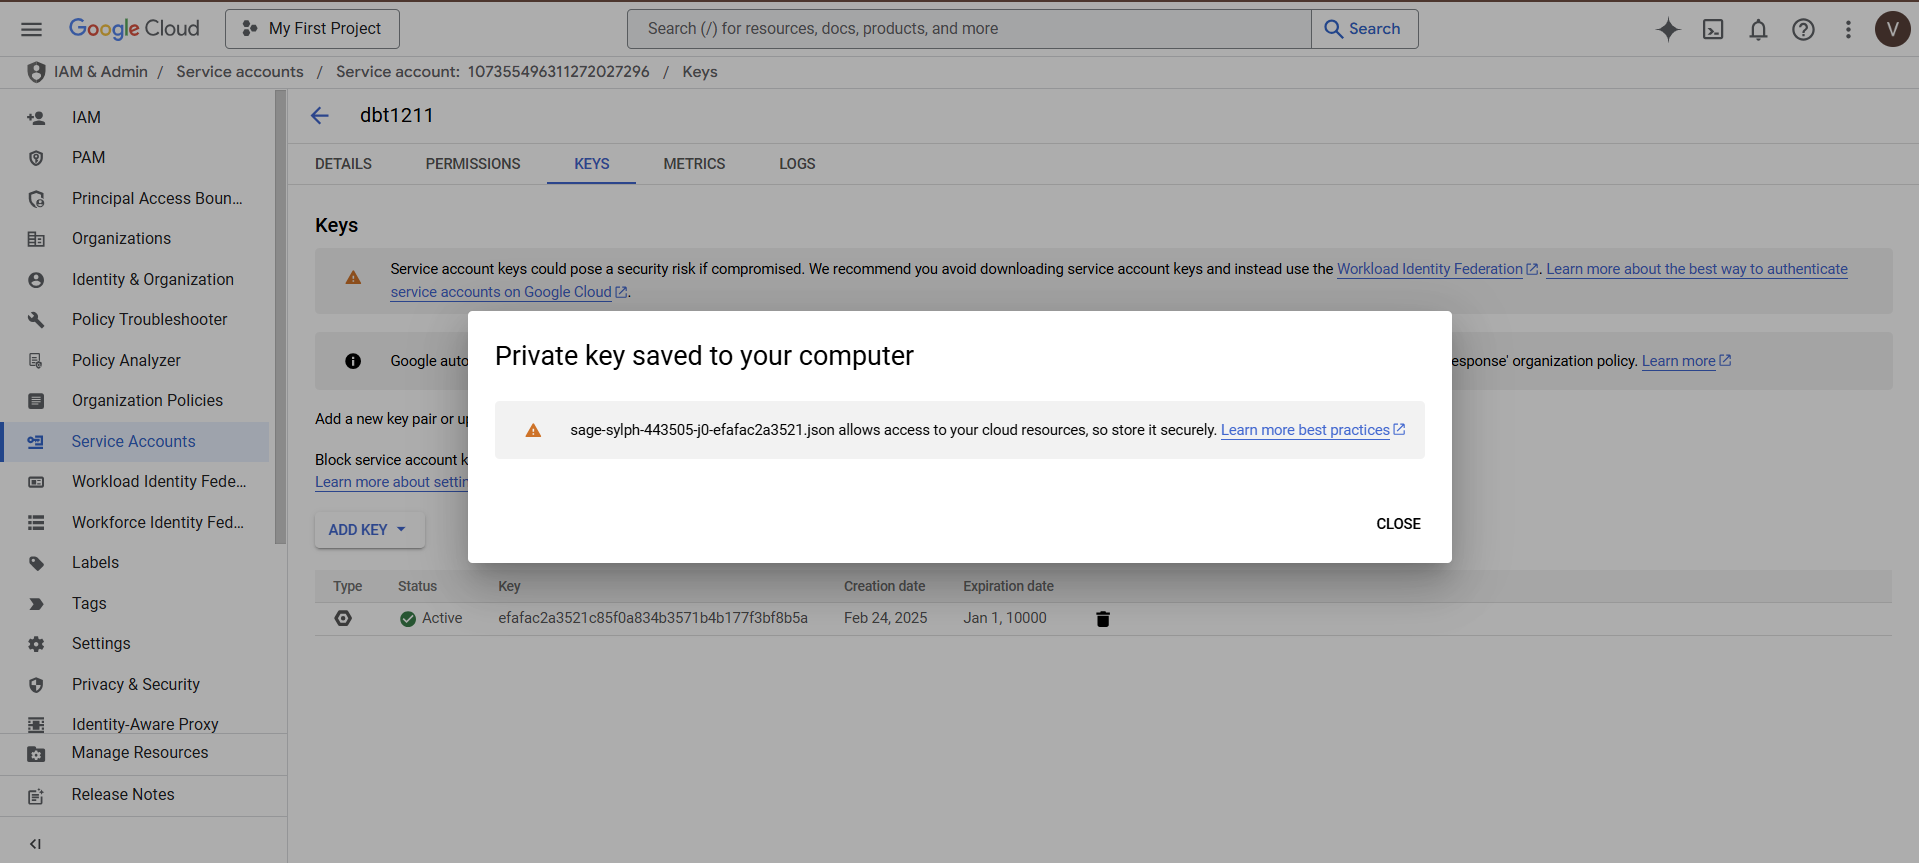 Google Cloud
My First Project
Search (/) for resources, docs, products, and more
Search
V
IAM & Admin / Service accounts / Service account: 107355496311272027296 / Keys
IAM
PAM
Principal Access Boun...
Organizations
Identity & Organization
Policy Troubleshooter
Policy Analyzer
Organization Policies
Service Accounts
Workload Identity Fede...
Workforce Identity Fed...
Labels
Tags
Settings
Privacy & Security
Identity-Aware Proxy
Manage Resources
Release Notes
dbt1211
DETAILS PERMISSIONS KEYS METRICS LOGS
Keys
Service account keys could pose a security risk if compromised. We recommend you avoid downloading service account keys and instead use the Workload Identity Federation. Learn more about the best way to authenticate
service accounts on Google Cloud.
Google auto
esponse' organization policy. Learn more
Add a new key pair or u
Block service account k
Learn more about settin
Private key saved to your computer
sage-sylph-443505-j0-efafac2a3521.json allows access to your cloud resources, so store it securely. Learn more best practices
CLOSE
ADD KEY
Type Status Key Creation date Expiration date
Active efafac2a3521c85f0a834b3571b4b177f3bf8b5a Feb 24, 2025 Jan 1, 10000